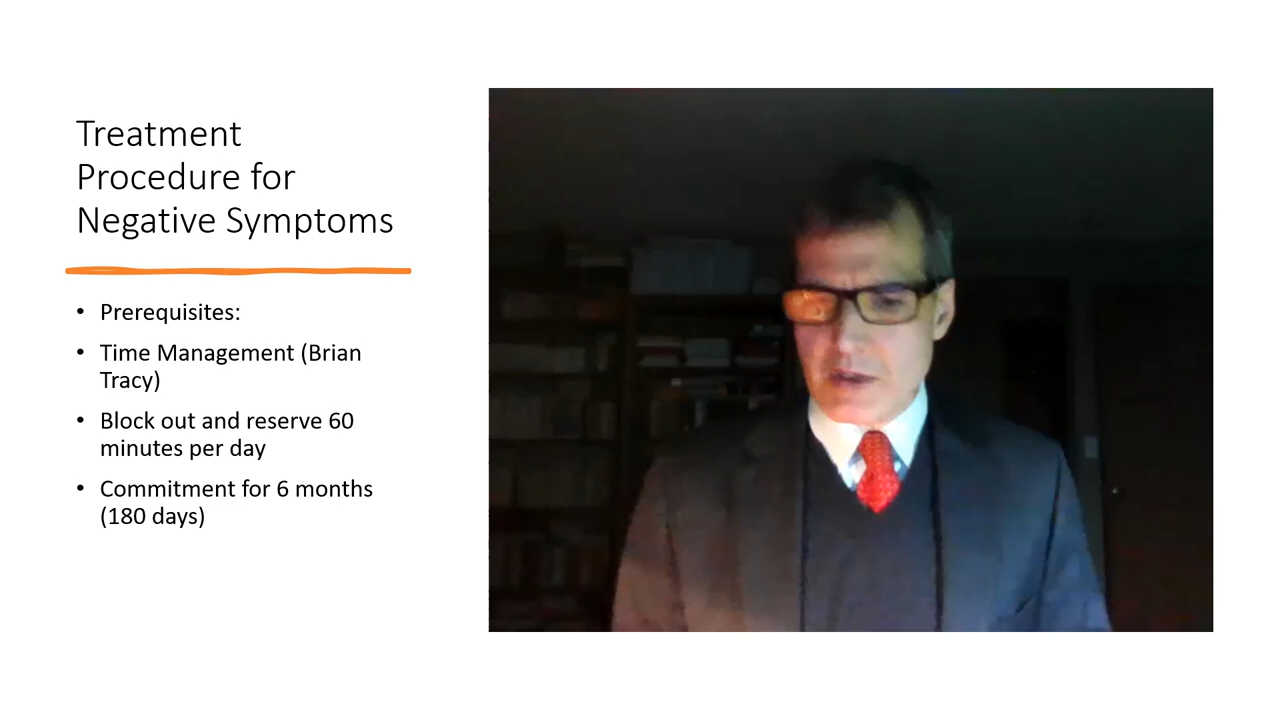 Treatment
Procedure for
Negative Symptoms
• Prerequisites:
• Time Management (Brian
Tracy)
• Block out and reserve 60
minutes per day
• Commitment for 6 months
(180 days)